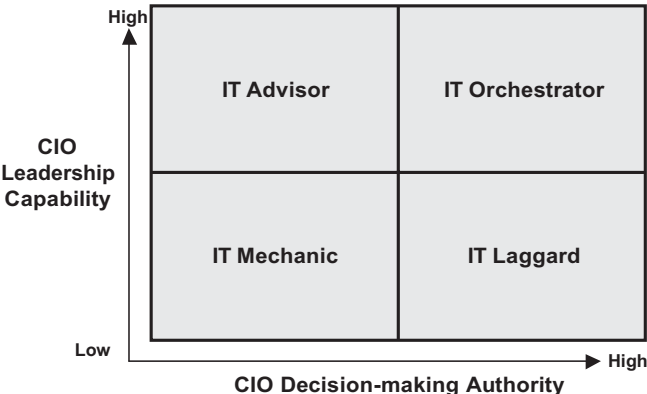 High
IT Advisor
IT Orchestrator
CIO
Leadership
Capability
IT Mechanic
IT Laggard
Low
High
CIO Decision-making Authority